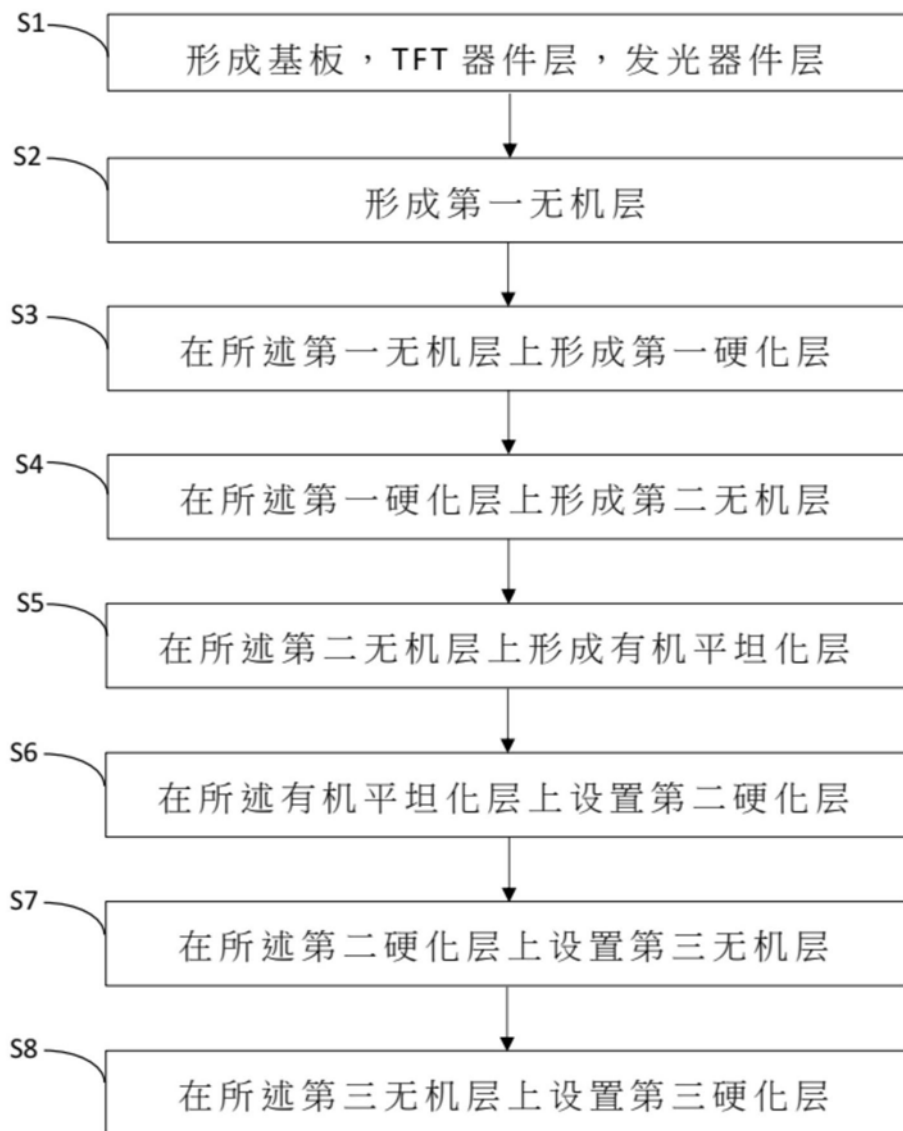 S1
形成基板，TFT 器件层，发光器件层
S2
形成第一无机层
S3
在所述第一无机层上形成第一硬化层
S4
在所述第一硬化层上形成第二无机层
S5
在所述第二无机层上形成有机平坦化层
S6
在所述有机平坦化层上设置第二硬化层
S7
在所述第二硬化层上设置第三无机层
S8
在所述第三无机层上设置第三硬化层